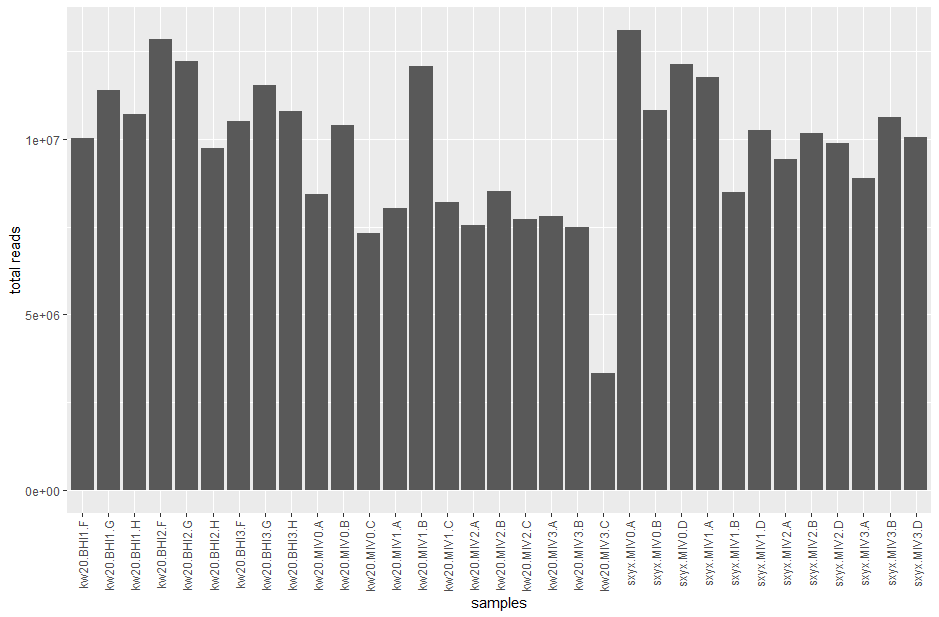 total reads
1e+07
5e+06
0e+00
kw20.BHI1.F
kw20.BHI1.G
kw20.BHI1.H
kw20.BHI2.F
kw20.BHI2.G
kw20.BHI2.H
kw20.BHI3.F
kw20.BHI3.G
kw20.BHI3.H
kw20.MIV0.A
kw20.MIV0.B
kw20.MIV0.C
kw20.MIV1.A
kw20.MIV1.B
kw20.MIV1.C
kw20.MIV2.A
kw20.MIV2.B
kw20.MIV2.C
kw20.MIV3.A
kw20.MIV3.B
kw20.MIV3.C
sxyx.MIV0.A
sxyx.MIV0.B
sxyx.MIV0.D
sxyx.MIV1.A
sxyx.MIV1.B
sxyx.MIV1.D
sxyx.MIV2.A
sxyx.MIV2.B
sxyx.MIV2.D
sxyx.MIV3.A
sxyx.MIV3.B
sxyx.MIV3.D
samples